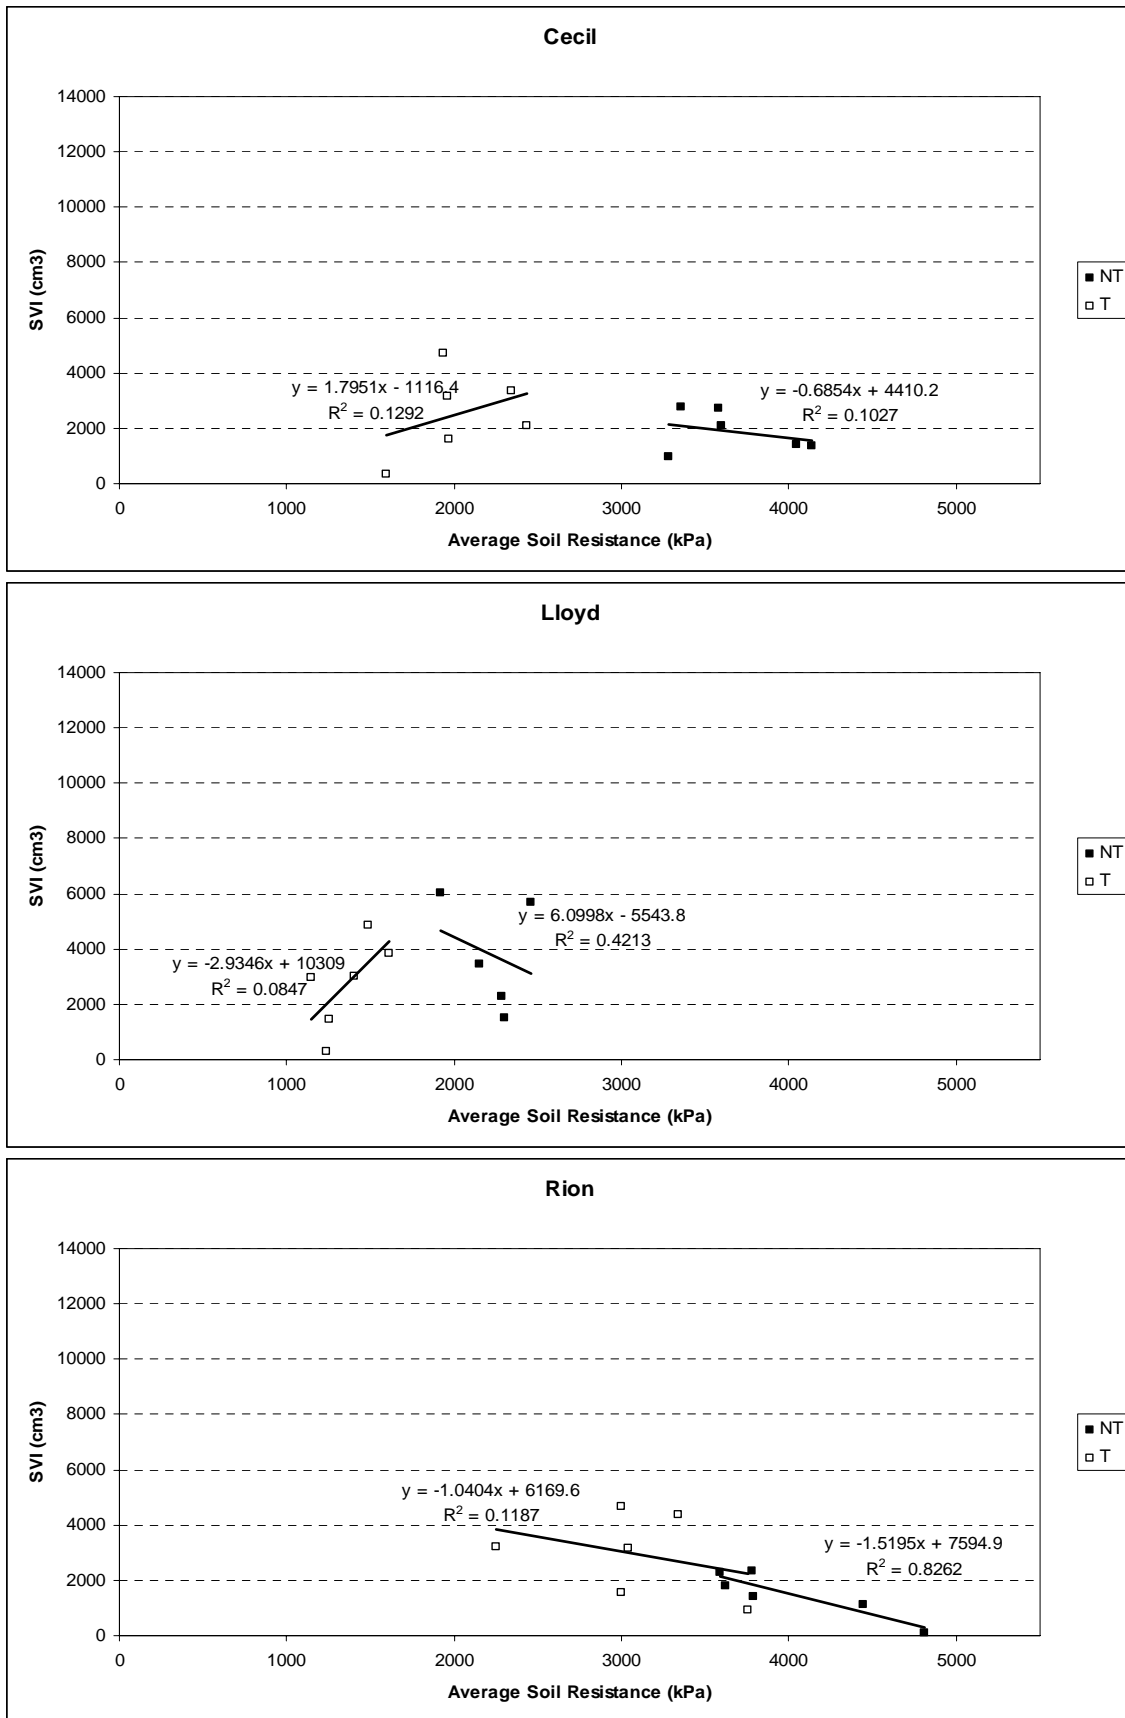 Cecil
14000
12000
10000
8000
6000
4000
2000
0
SVI (cm3)
y = 1.7951x - 1116.4
R² = 0.1292
y = -0.6854x + 4410.2
R² = 0.1027
0 1000 2000 3000 4000 5000
Average Soil Resistance (kPa)
NT
T
Lloyd
14000
12000
10000
8000
6000
4000
2000
0
SVI (cm3)
y = -2.9346x + 10309
R² = 0.0847
y = 6.0998x - 5543.8
R² = 0.4213
0 1000 2000 3000 4000 5000
Average Soil Resistance (kPa)
NT
T
Rion
14000
12000
10000
8000
6000
4000
2000
0
SVI (cm3)
y = -1.0404x + 6169.6
R² = 0.1187
y = -1.5195x + 7594.9
R² = 0.8262
0 1000 2000 3000 4000 5000
Average Soil Resistance (kPa)
NT
T